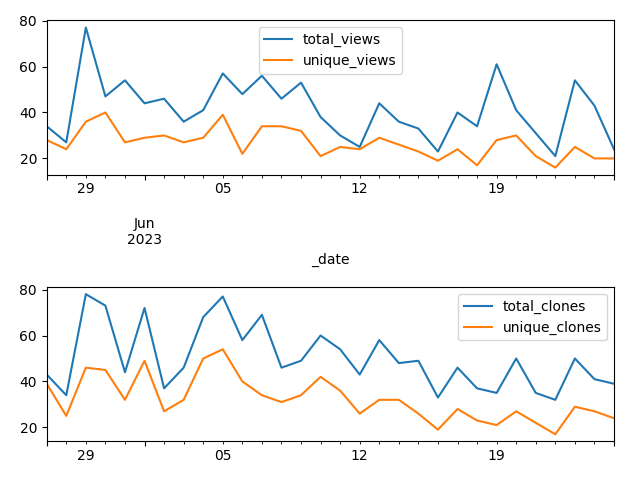 80
60
40
20
total_views
unique_views
29
05
12
19
Jun
2023
_date
80
60
40
20
total_clones
unique_clones
29
05
12
19